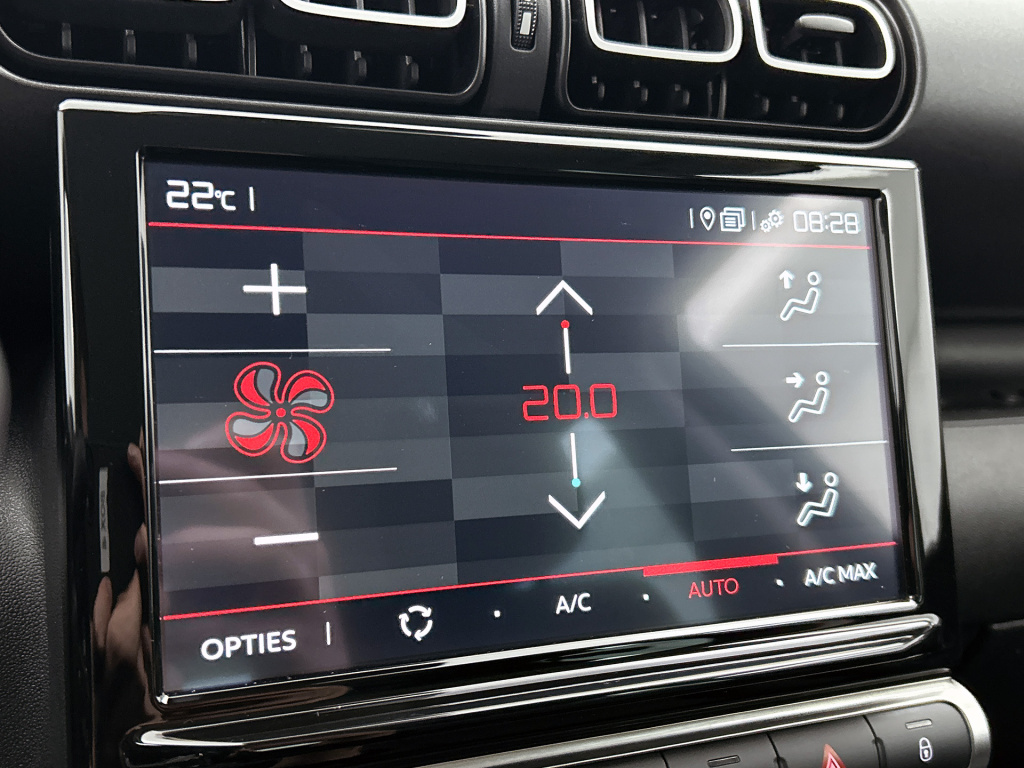 22°C
08:28
20.0
OPTIES
A/C
AUTO
A/C MAX